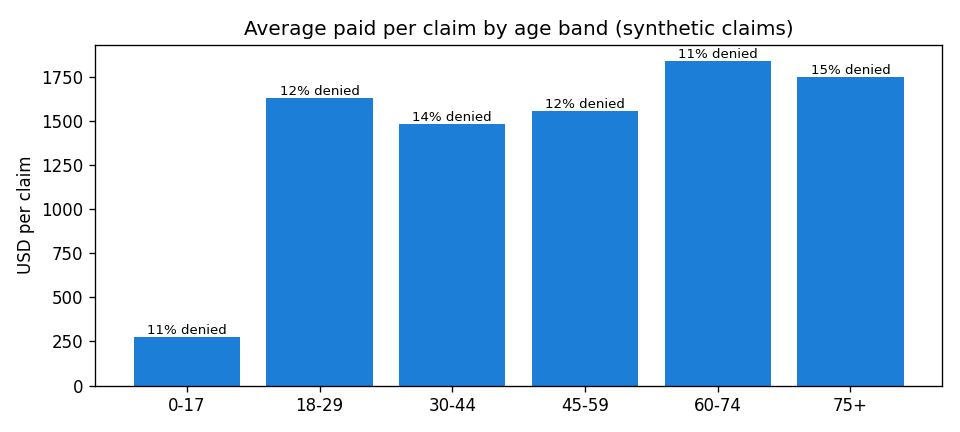 Average paid per claim by age band (synthetic claims)
USD per claim
1750
1500
1250
1000
750
500
250
0
11% denied
12% denied
14% denied
12% denied
11% denied
15% denied
0-17
18-29
30-44
45-59
60-74
75+